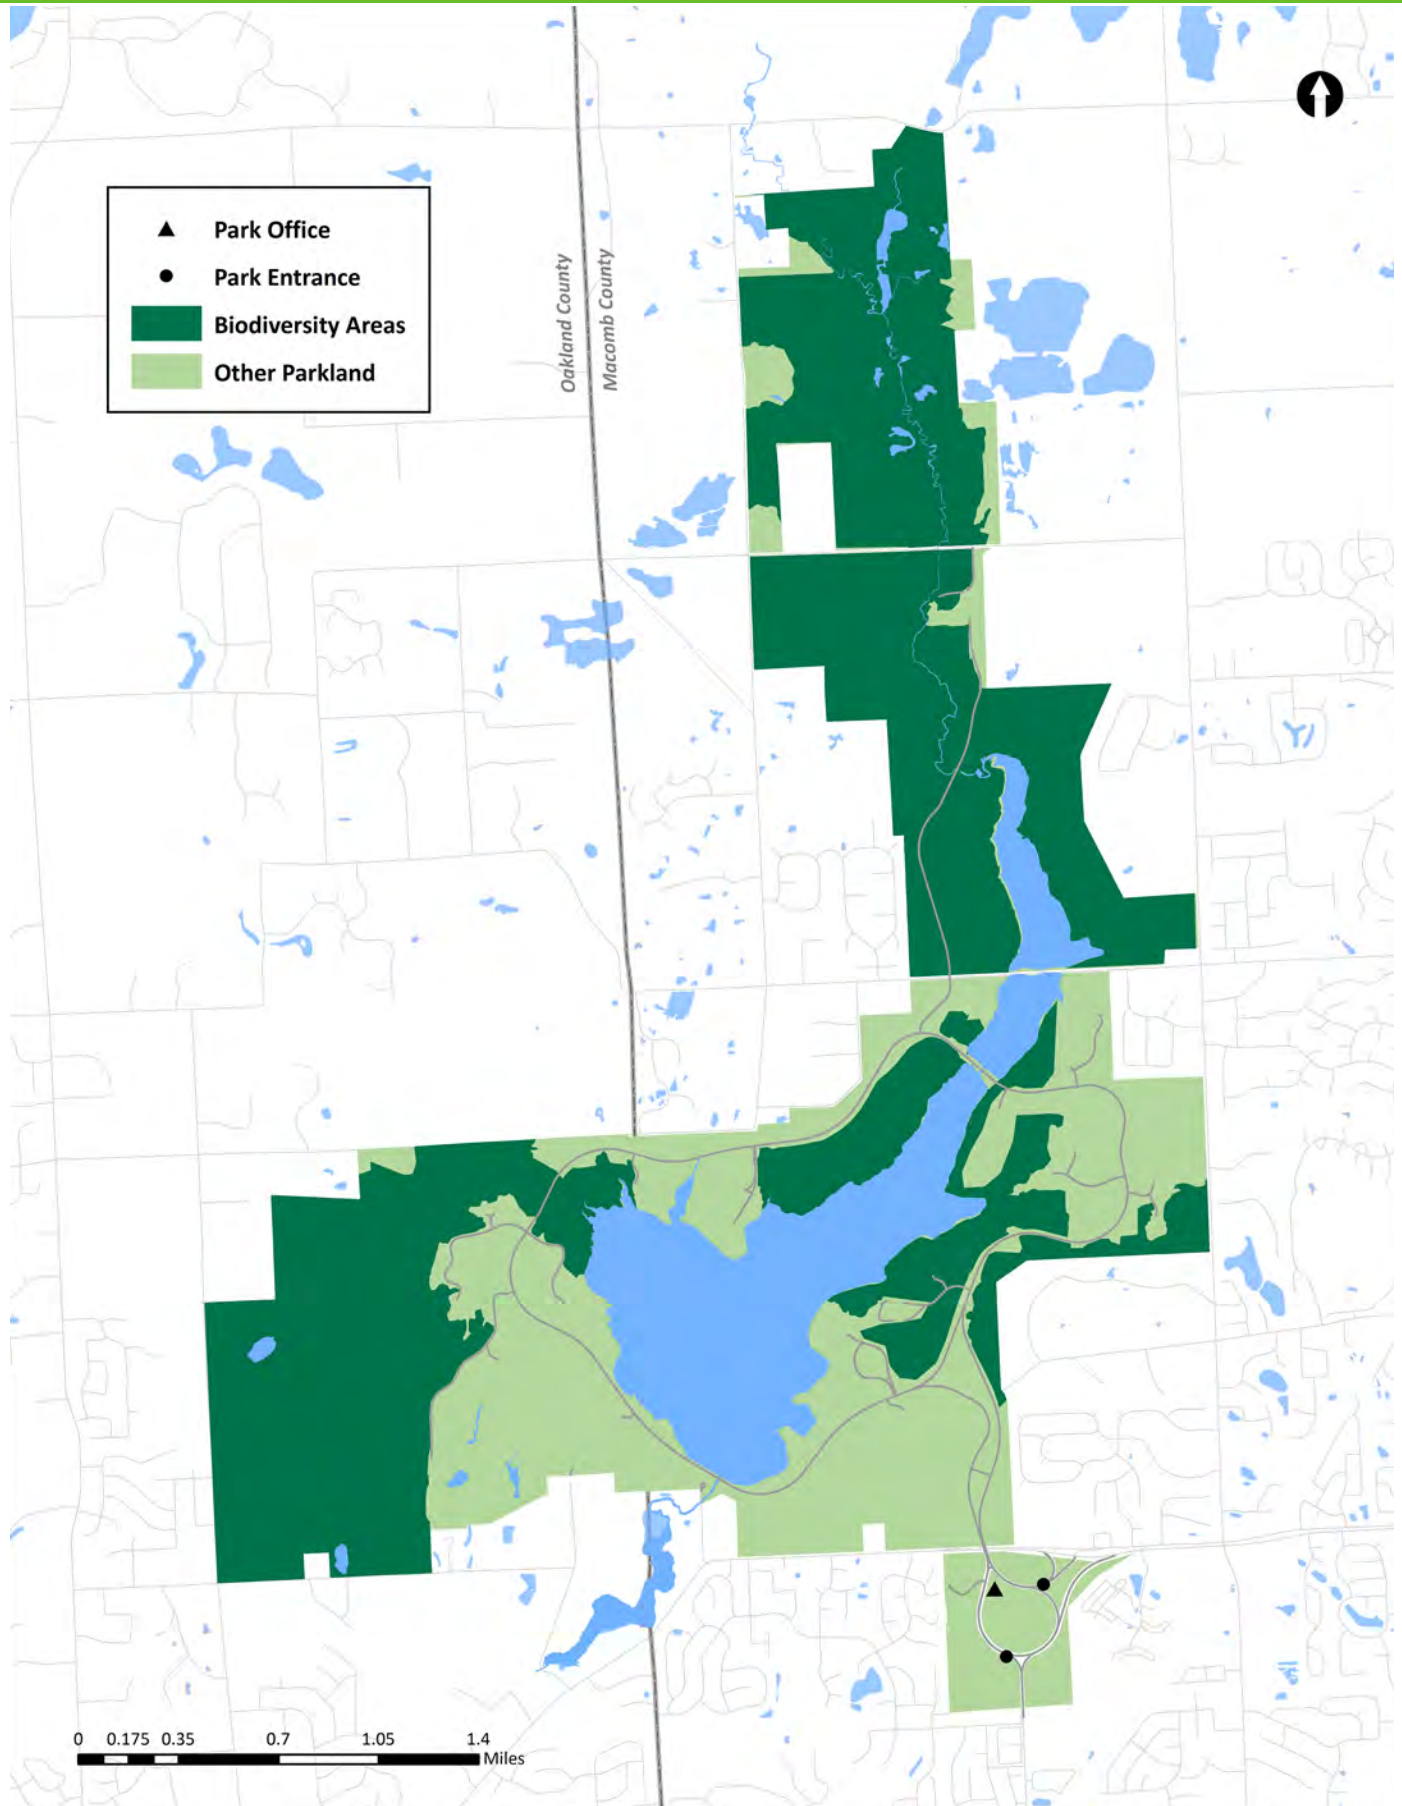 Park Office
Park Entrance
Biodiversity Areas
Other Parkland
Oakland County
Macomb County
0 0.175 0.35 0.7 1.05 1.4
Miles